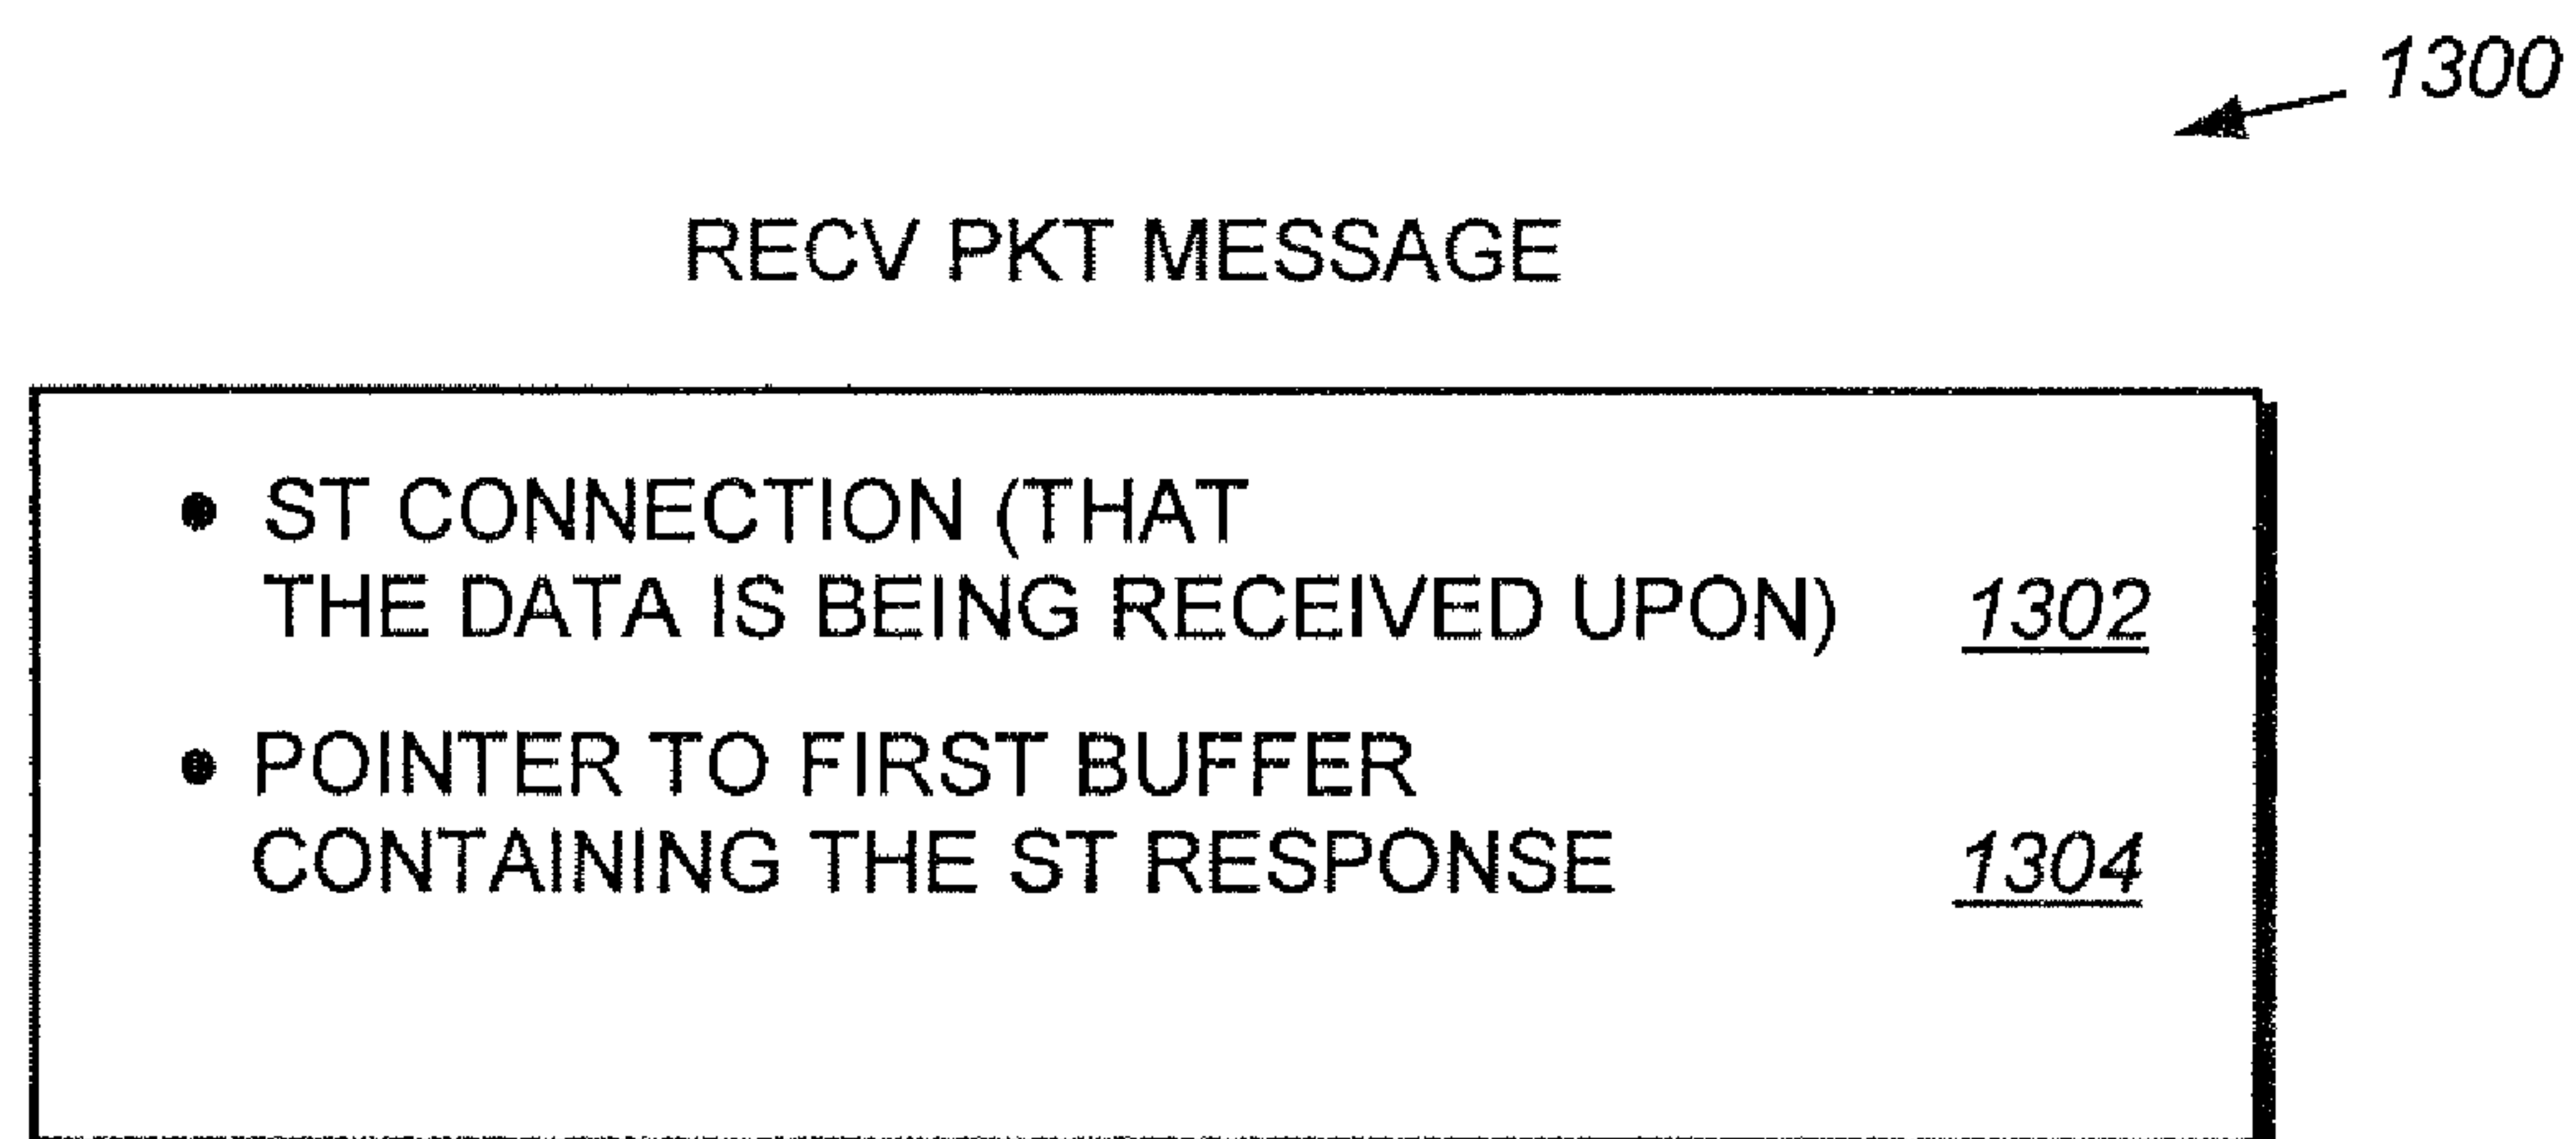 1300
RECV PKT MESSAGE
• ST CONNECTION (THAT
THE DATA IS BEING RECEIVED UPON) 1302
• POINTER TO FIRST BUFFER
CONTAINING THE ST RESPONSE 1304